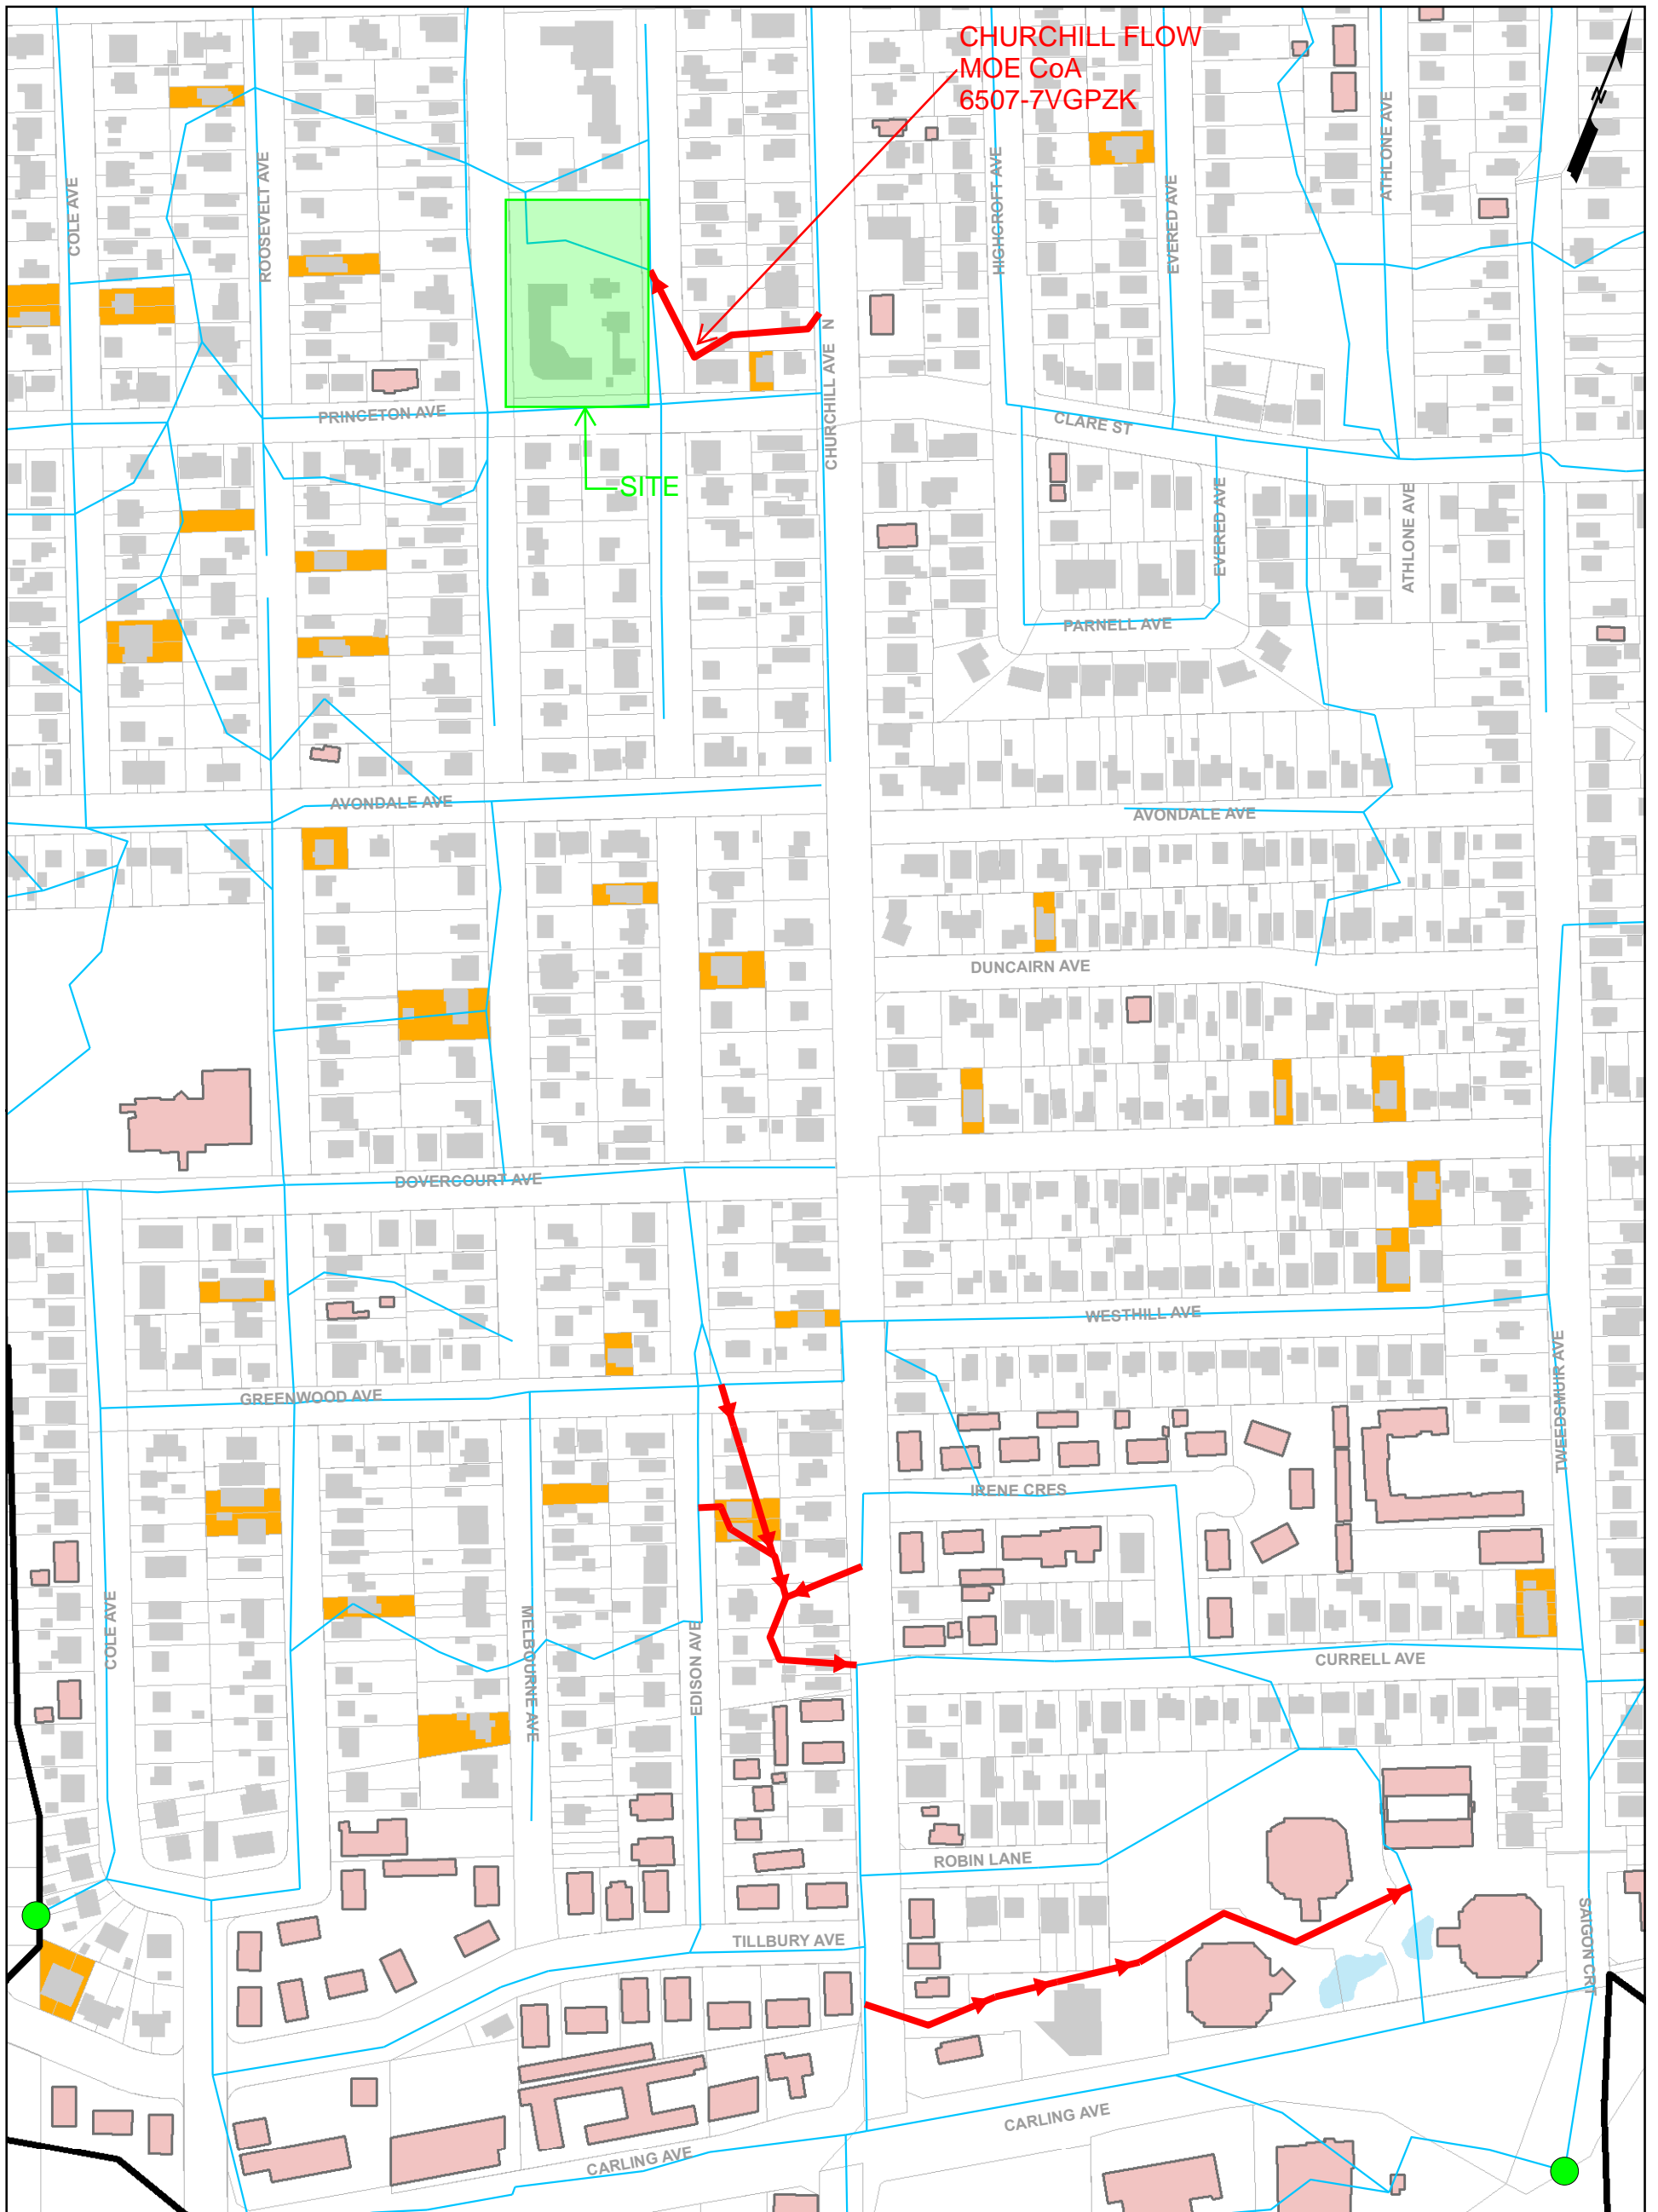 CHURCHILL FLOW
MOE CoA
6507-7VGPZK
N
COLE AVE
ROOSEVELT AVE
HIGHCROFT AVE
EVERED AVE
ATHLONE AVE
CHURCHILL AVE N
PRINCETON AVE
CLARE ST
SITE
EVERED AVE
ATHLONE AVE
PARNELL AVE
AVONDALE AVE
AVONDALE AVE
DUNCAIRN AVE
DOVERCOURT AVE
WESTHILL AVE
TWEEDSMUIR AVE
GREENWOOD AVE
IRENE CRES
COLE AVE
MELBOURNE AVE
EDISON AVE
CURRELL AVE
ROBIN LANE
SAIGON CRT
TILLBURY AVE
CARLING AVE
CARLING AVE